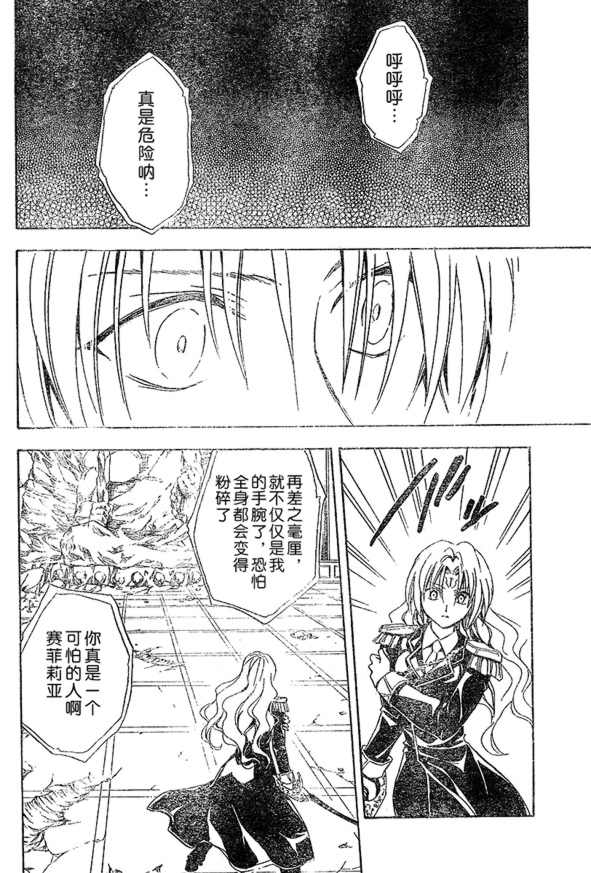 呼呼呼…
真是危险呐…
再差之毫厘，
就不仅仅是我
的手腕了，恐怕
全身都会变得
粉碎了
你真是一个
可怕的人啊
赛菲莉亚